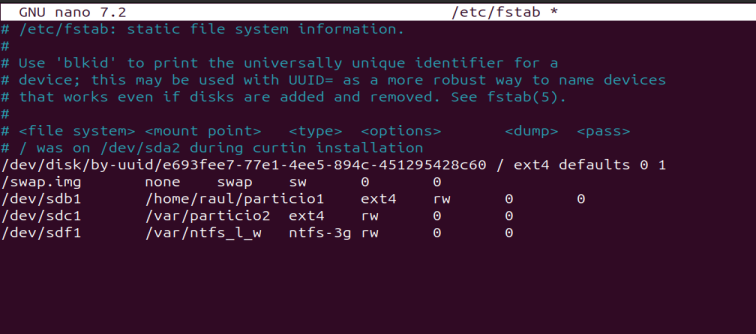 GNU nano 7.2 /etc/fstab *
# /etc/fstab: static file system information.
#
# Use 'blkid' to print the universally unique identifier for a
# device; this may be used with UUID= as a more robust way to name devices
# that works even if disks are added and removed. See fstab(5).
#
# <file system> <mount point> <type> <options> <dump> <pass>
# / was on /dev/sda2 during curtin installation
/dev/disk/by-uuid/e693fee7-77e1-4ee5-894c-451295428c60 / ext4 defaults 0 1
/swap.img none swap sw 0 0
/dev/sdb1 /home/raul/particio1 ext4 rw 0 0
/dev/sdc1 /var/particio2 ext4 rw 0 0
/dev/sdf1 /var/ntfs_l_w ntfs-3g rw 0 0